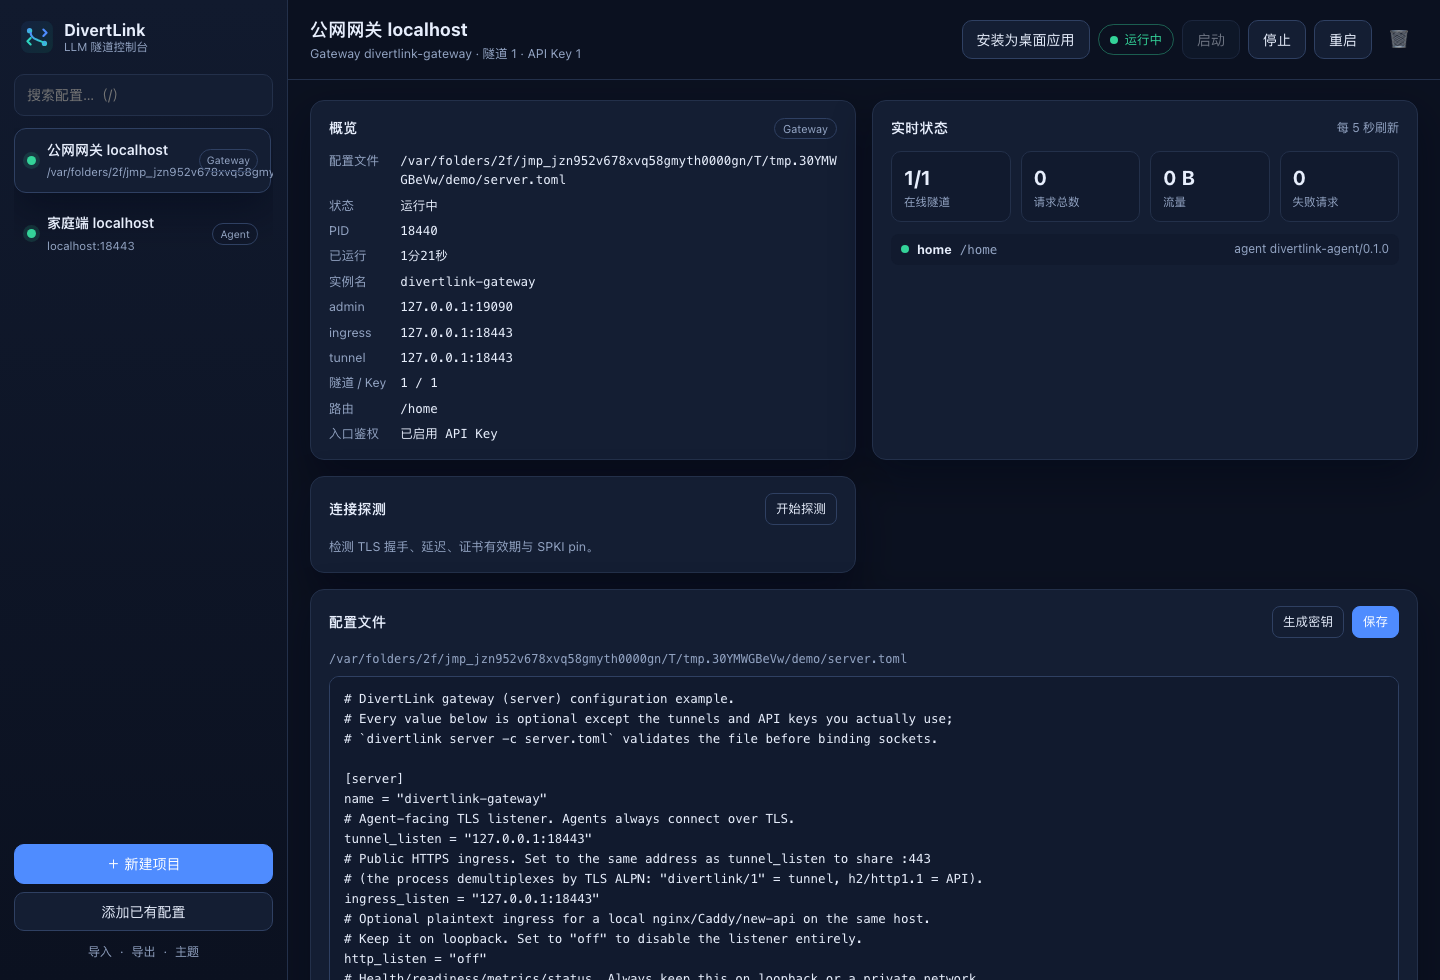 DivertLink
LLM 隧道控制台
搜索配置... (/)
公网网关 localhost
Gateway
/var/folders/2f/jmp_jzn952v678xvq58gmy
家庭端 localhost
Agent
localhost:18443
+ 新建项目
添加已有配置
导入 · 导出 · 主题
公网网关 localhost
Gateway divertlink-gateway · 隧道 1 · API Key 1
安装为桌面应用
运行中
启动
停止
重启
概览
Gateway
配置文件 /var/folders/2f/jmp_jzn952v678xvq58gmyth0000gn/T/tmp.30YMW
GBeVw/demo/server.toml
状态 运行中
PID 18440
已运行 1分21秒
实例名 divertlink-gateway
admin 127.0.0.1:19090
ingress 127.0.0.1:18443
tunnel 127.0.0.1:18443
隧道 / Key 1 / 1
路由 /home
入口鉴权 已启用 API Key
实时状态
每 5 秒刷新
1/1
在线隧道
0
请求总数
0 B
流量
0
失败请求
home /home
agent divertlink-agent/0.1.0
连接探测
开始探测
检测 TLS 握手、延迟、证书有效期与 SPKI pin。
配置文件
生成密钥
保存
/var/folders/2f/jmp_jzn952v678xvq58gmyth0000gn/T/tmp.30YMWGBeVw/demo/server.toml
# DivertLink gateway (server) configuration example.
# Every value below is optional except the tunnels and API keys you actually use;
# `divertlink server -c server.toml` validates the file before binding sockets.
[server]
name = "divertlink-gateway"
# Agent-facing TLS listener. Agents always connect over TLS.
tunnel_listen = "127.0.0.1:18443"
# Public HTTPS ingress. Set to the same address as tunnel_listen to share :443
# (the process demultiplexes by TLS ALPN: "divertlink/1" = tunnel, h2/http1.1 = API).
ingress_listen = "127.0.0.1:18443"
# Optional plaintext ingress for a local nginx/Caddy/new-api on the same host.
# Keep it on loopback. Set to "off" to disable the listener entirely.
http_listen = "off"
# Health/readiness/metrics/status. Always keep this on loopback or a private network.